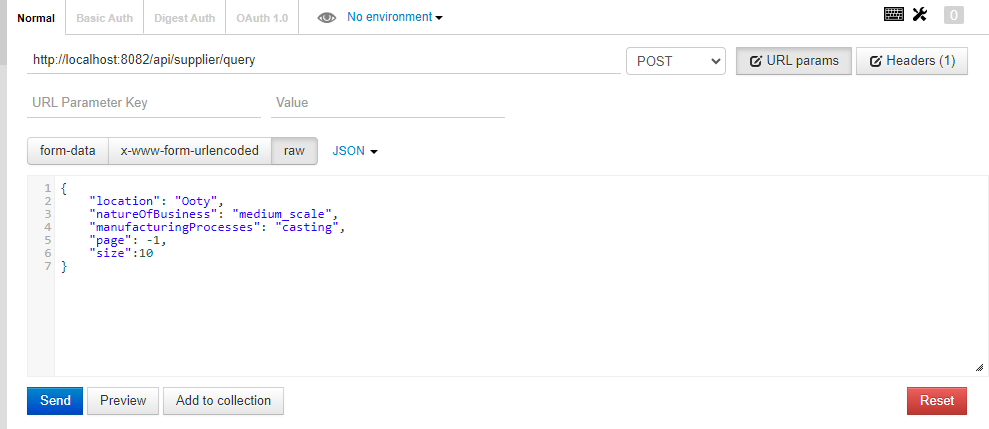 Normal Basic Auth Digest Auth OAuth 1.0 No environment 0
http://localhost:8082/api/supplier/query POST URL params Headers (1)
URL Parameter Key Value
form-data x-www-form-urlencoded raw JSON
1 {
2 "location": "Ooty",
3 "natureOfBusiness": "medium_scale",
4 "manufacturingProcesses": "casting",
5 "page": -1,
6 "size":10
7 }
Send Preview Add to collection Reset